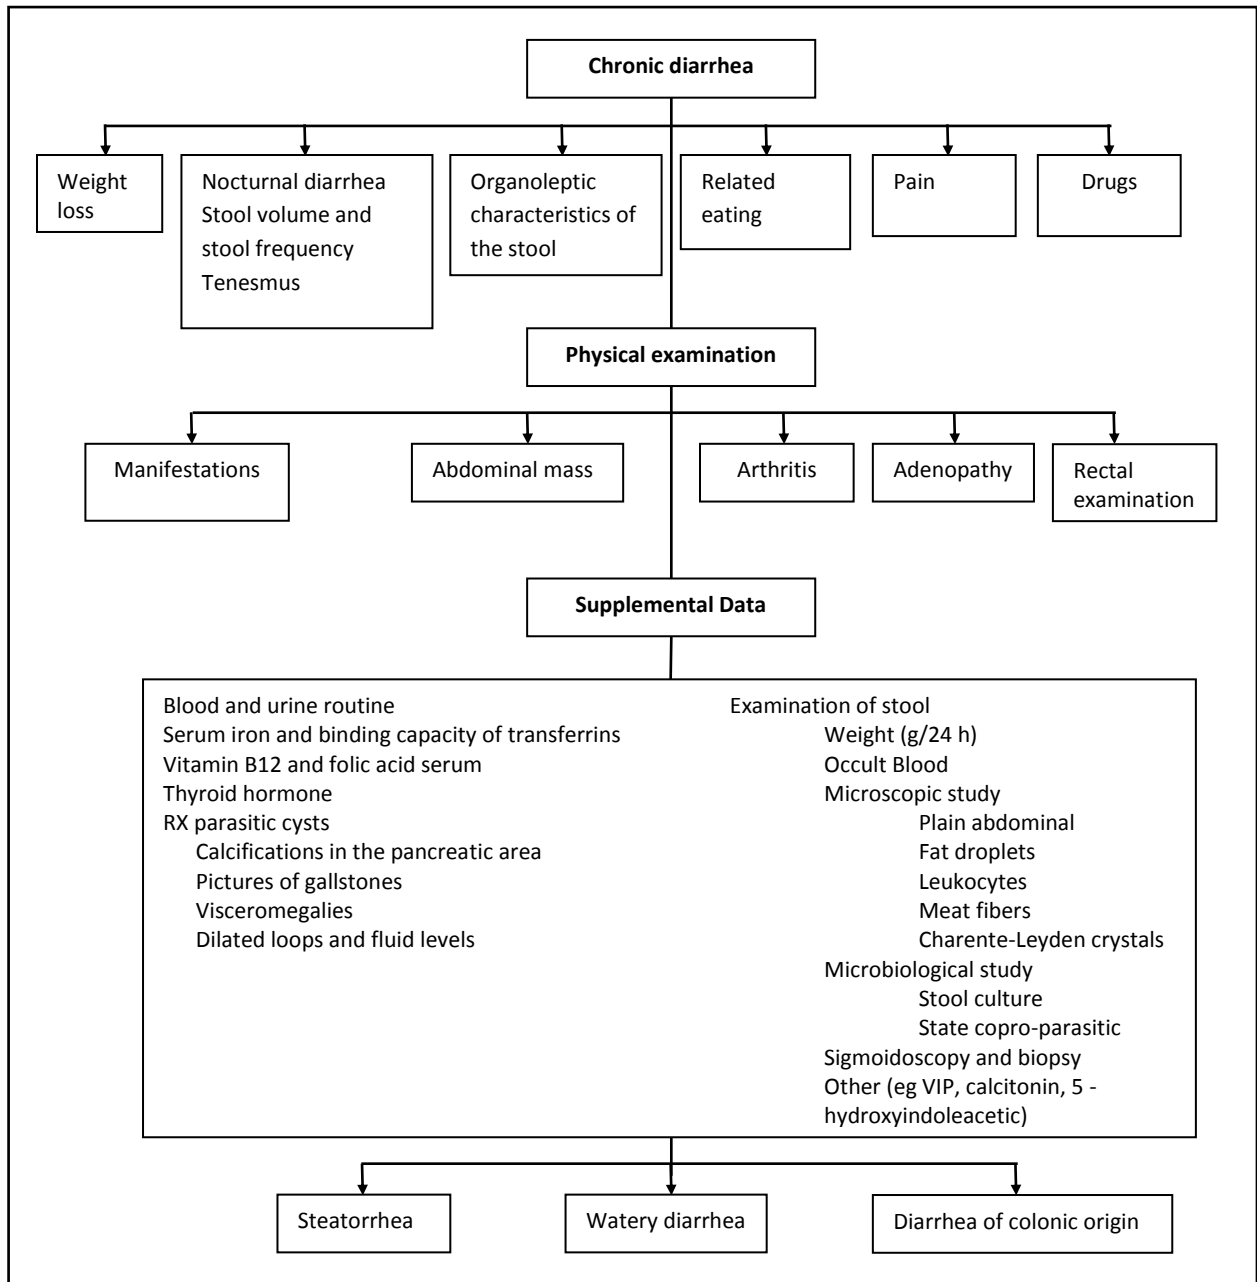 Chronic diarrhea
Weight
loss
Nocturnal diarrhea
Stool volume and
stool frequency
Tenesmus
Organoleptic
characteristics of
the stool
Related
eating
Pain
Drugs
Physical examination
Manifestations
Abdominal mass
Arthritis
Adenopathy
Rectal
examination
Supplemental Data
Blood and urine routine
Serum iron and binding capacity of transferrins
Vitamin B12 and folic acid serum
Thyroid hormone
RX parasitic cysts
Calcifications in the pancreatic area
Pictures of gallstones
Visceromegalies
Dilated loops and fluid levels
Examination of stool
Weight (g/24 h)
Occult Blood
Microscopic study
Plain abdominal
Fat droplets
Leukocytes
Meat fibers
Charente-Leyden crystals
Microbiological study
Stool culture
State copro-parasitic
Sigmoidoscopy and biopsy
Other (eg VIP, calcitonin, 5 -
hydroxyindoleacetic)
Steatorrhea
Watery diarrhea
Diarrhea of colonic origin